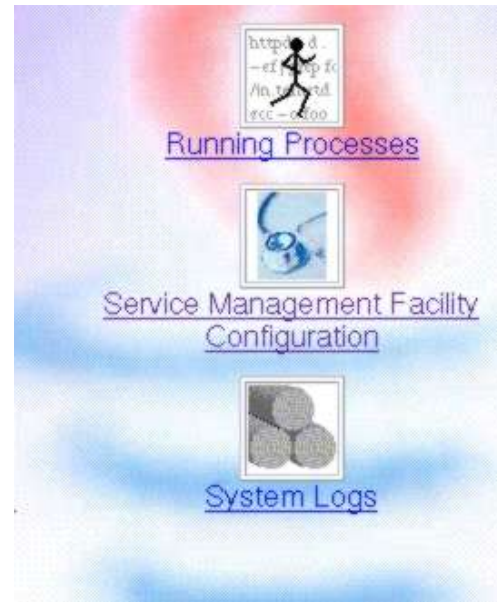 Running Processes
Service Management Facility
Configuration
System Logs